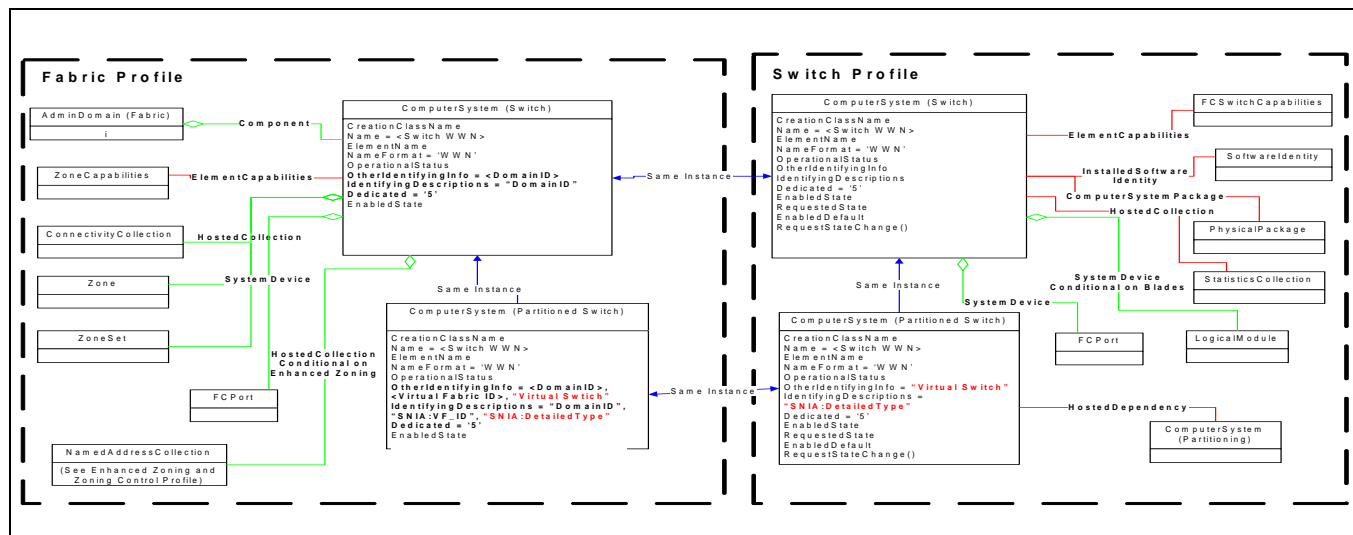 Fabric Profile
AdminDomain (Fabric)
i
Component
ZoneCapabilities
ElementCapabilities
ConnectivityCollection
HostedCollection
Zone
SystemDevice
ZoneSet
HostedCollection
Conditional on
Enhanced Zoning
FCPort
NamedAddressCollection
(See Enhanced Zoning and
Zoning Control Profile)
ComputerSystem (Switch)
CreationClassName
Name = <Switch WWN>
ElementName
NameFormat = 'WWN'
OperationalStatus
OtherIdentifyingInfo = <DomainID>
IdentifyingDescriptions = "DomainID"
Dedicated = '5'
EnabledState
Same Instance
ComputerSystem (Partitioned Switch)
CreationClassName
Name = <Switch WWN>
ElementName
NameFormat = 'WWN'
OperationalStatus
OtherIdentifyingInfo = <DomainID>,
<Virtual Fabric ID>, "Virtual Swtich"
IdentifyingDescriptions = "DomainID",
"SNIA:VF_ID", "SNIA:DetailedType"
Dedicated = '5'
EnabledState
Same Instance
Same Instance
Switch Profile
ComputerSystem (Switch)
CreationClassName
Name = <Switch WWN>
ElementName
NameFormat = 'WWN'
OperationalStatus
OtherIdentifyingInfo
IdentifyingDescriptions
Dedicated = '5'
EnabledState
RequestedState
EnabledDefault
RequestStateChange()
Same Instance
ComputerSystem (Partitioned Switch)
CreationClassName
Name = <Switch WWN>
ElementName
NameFormat = 'WWN'
OperationalStatus
OtherIdentifyingInfo = "Virtual Switch"
IdentifyingDescriptions =
"SNIA:DetailedType"
Dedicated = '5'
EnabledState
RequestedState
EnabledDefault
RequestStateChange()
FCSwitchCapabilities
ElementCapabilities
SoftwareIdentity
InstalledSoftware
Identity
ComputerSystemPackage
HostedCollection
PhysicalPackage
SystemDevice
Conditional on Blades
StatisticsCollection
SystemDevice
FCPort
LogicalModule
HostedDependency
ComputerSystem
(Partitioning)